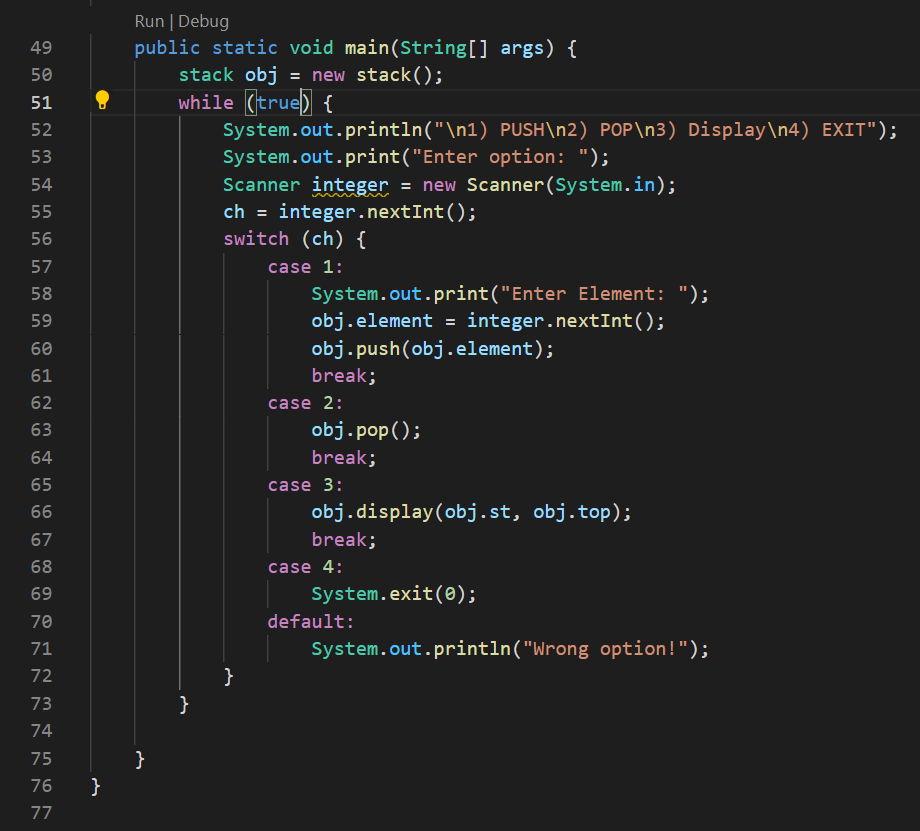 Run | Debug
49 public static void main(String[] args) {
50 stack obj = new stack();
51 while (true) {
52 System.out.println("\n1) PUSH\n2) POP\n3) Display\n4) EXIT");
53 System.out.print("Enter option: ");
54 Scanner integer = new Scanner(System.in);
55 ch = integer.nextInt();
56 switch (ch) {
57 case 1:
58 System.out.print("Enter Element: ");
59 obj.element = integer.nextInt();
60 obj.push(obj.element);
61 break;
62 case 2:
63 obj.pop();
64 break;
65 case 3:
66 obj.display(obj.st, obj.top);
67 break;
68 case 4:
69 System.exit(0);
70 default:
71 System.out.println("Wrong option!");
72 }
73 }
74
75 }
76 }
77